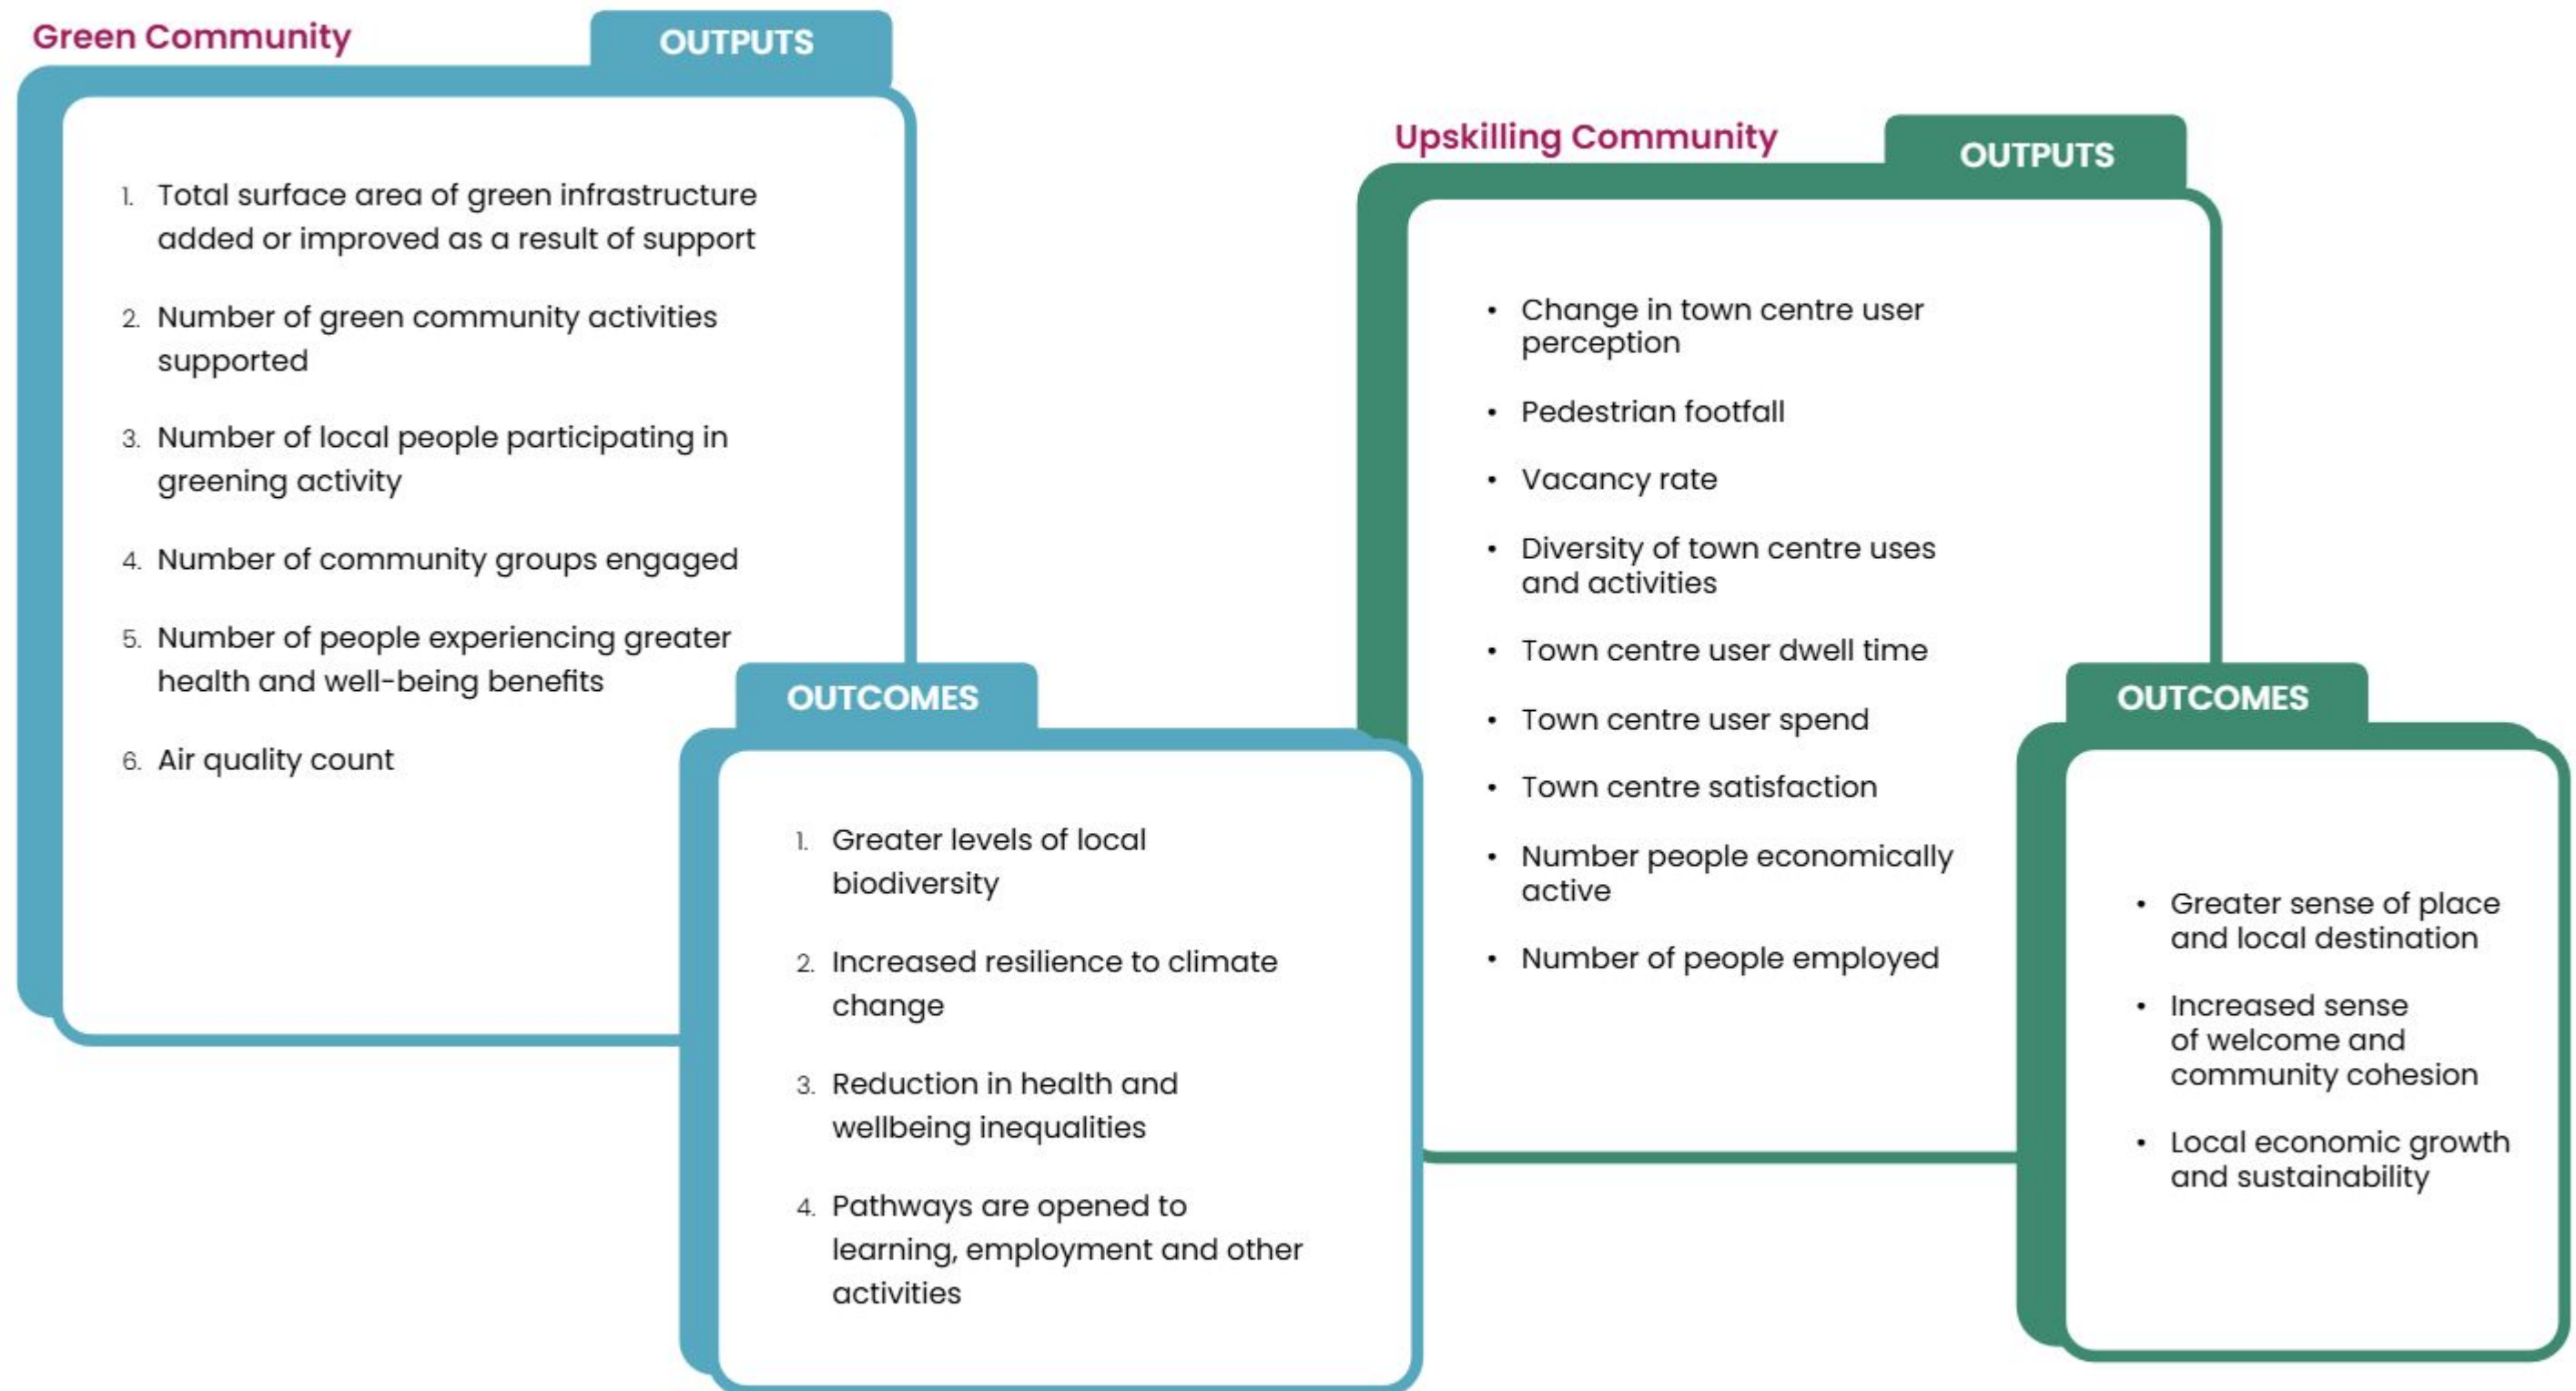 Green Community
OUTPUTS
1. Total surface area of green infrastructure
added or improved as a result of support
2. Number of green community activities
supported
3. Number of local people participating in
greening activity
4. Number of community groups engaged
5. Number of people experiencing greater
health and well-being benefits
6. Air quality count
OUTCOMES
1. Greater levels of local
biodiversity
2. Increased resilience to climate
change
3. Reduction in health and
wellbeing inequalities
4. Pathways are opened to
learning, employment and other
activities
Upskilling Community
OUTPUTS
• Change in town centre user
perception
• Pedestrian footfall
• Vacancy rate
• Diversity of town centre uses
and activities
• Town centre user dwell time
• Town centre user spend
• Town centre satisfaction
• Number people economically
active
• Number of people employed
OUTCOMES
• Greater sense of place
and local destination
• Increased sense
of welcome and
community cohesion
• Local economic growth
and sustainability